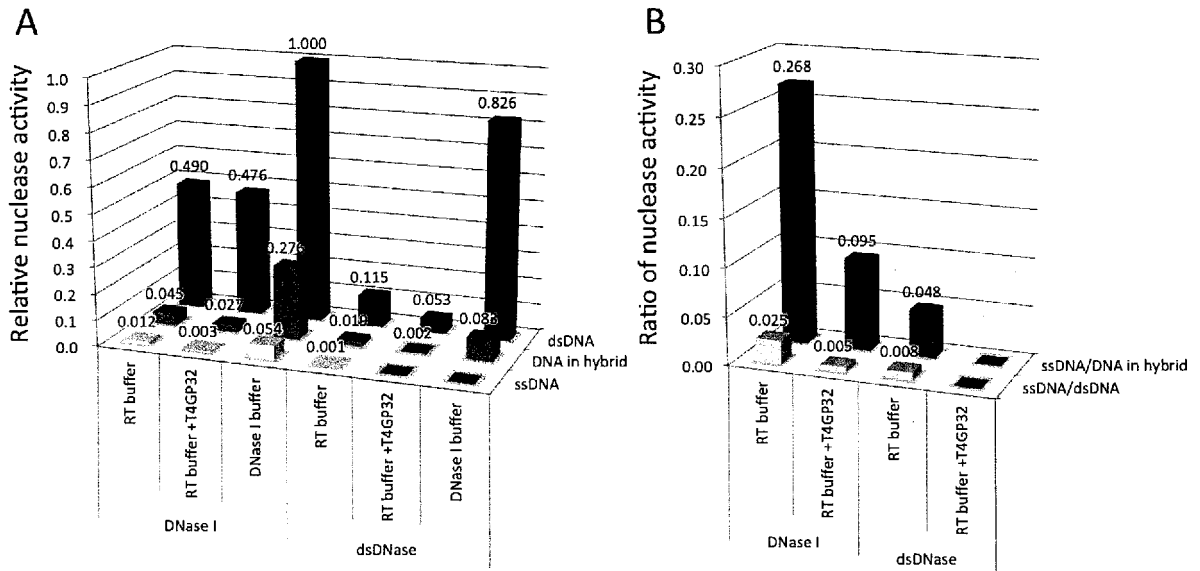 A
Relative nuclease activity
1.0
0.9
0.8
0.7
0.6
0.5
0.4
0.3
0.2
0.1
0.0
1.000
0.826
0.490
0.476
0.276
0.115
0.053
0.045
0.027
0.054
0.012
0.003
0.001
0.002
dsDNA
DNA in hybrid
ssDNA
RT buffer
RT buffer +T4GP32
DNase I buffer
RT buffer
RT buffer +T4GP32
DNase I buffer
DNase I
dsDNase
B
Ratio of nuclease activity
0.30
0.25
0.20
0.15
0.10
0.05
0.00
0.268
0.095
0.048
0.025
0.005
0.008
ssDNA/DNA in hybrid
ssDNA/dsDNA
RT buffer
RT buffer +T4GP32
RT buffer
RT buffer +T4GP32
DNase I
dsDNase